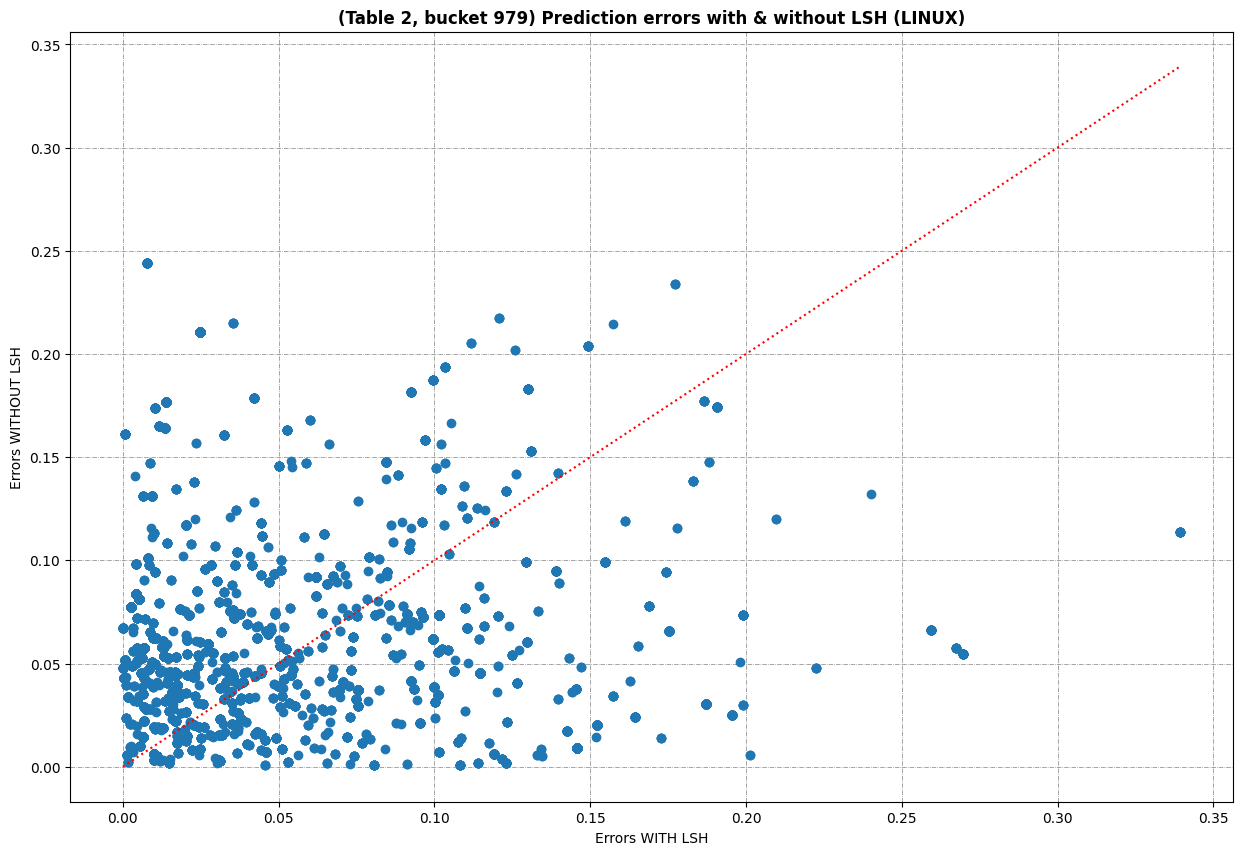 (Table 2, bucket 979) Prediction errors with & without LSH (LINUX)
0.35
0.30
0.25
0.20
0.15
0.10
0.05
0.00
Errors WITHOUT LSH
0.00 0.05 0.10 0.15 0.20 0.25 0.30 0.35
Errors WITH LSH